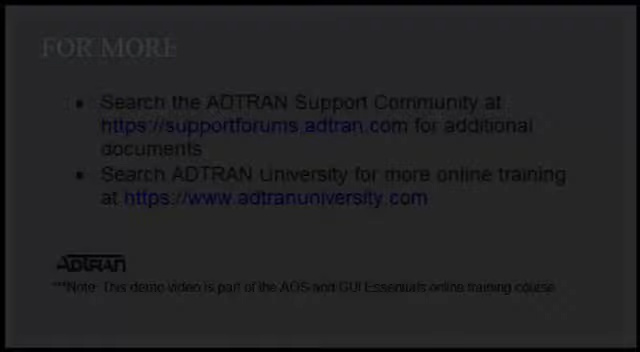 FOR MORE
• Search the ADTRAN Support Community at
https://supportforums.adtran.com for additional
documents
• Search ADTRAN University for more online training
at https://www.adtranuniversity.com
ADTRAN
***Note: This demo video is part of the AOS and GUI Essentials online training course